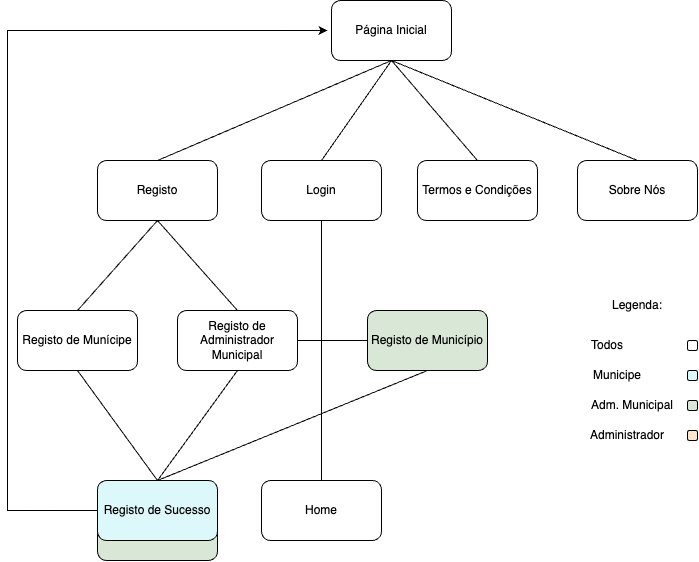 Página Inicial
Registo
Login
Termos e Condições
Sobre Nós
Registo de Munícipe
Registo de
Administrador
Municipal
Registo de Município
Legenda:
Todos
Municipe
Adm. Municipal
Administrador
Registo de Sucesso
Home